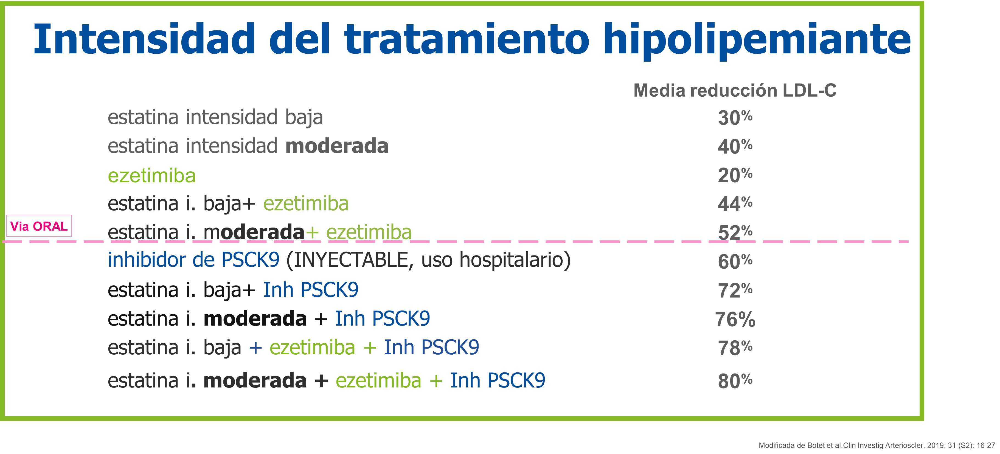 Intensidad del tratamiento hipolipemiante
Media reducción LDL-C
estatina intensidad baja 30%
estatina intensidad moderada 40%
ezetimiba 20%
estatina i. baja+ ezetimiba 44%
Via ORAL
estatina i. moderada+ ezetimiba 52%
inhibidor de PSCK9 (INYECTABLE, uso hospitalario) 60%
estatina i. baja+ Inh PSCK9 72%
estatina i. moderada + Inh PSCK9 76%
estatina i. baja + ezetimiba + Inh PSCK9 78%
estatina i. moderada + ezetimiba + Inh PSCK9 80%
Modificada de Botet et al.Clin Investig Arterioscler. 2019; 31 (S2): 16-27